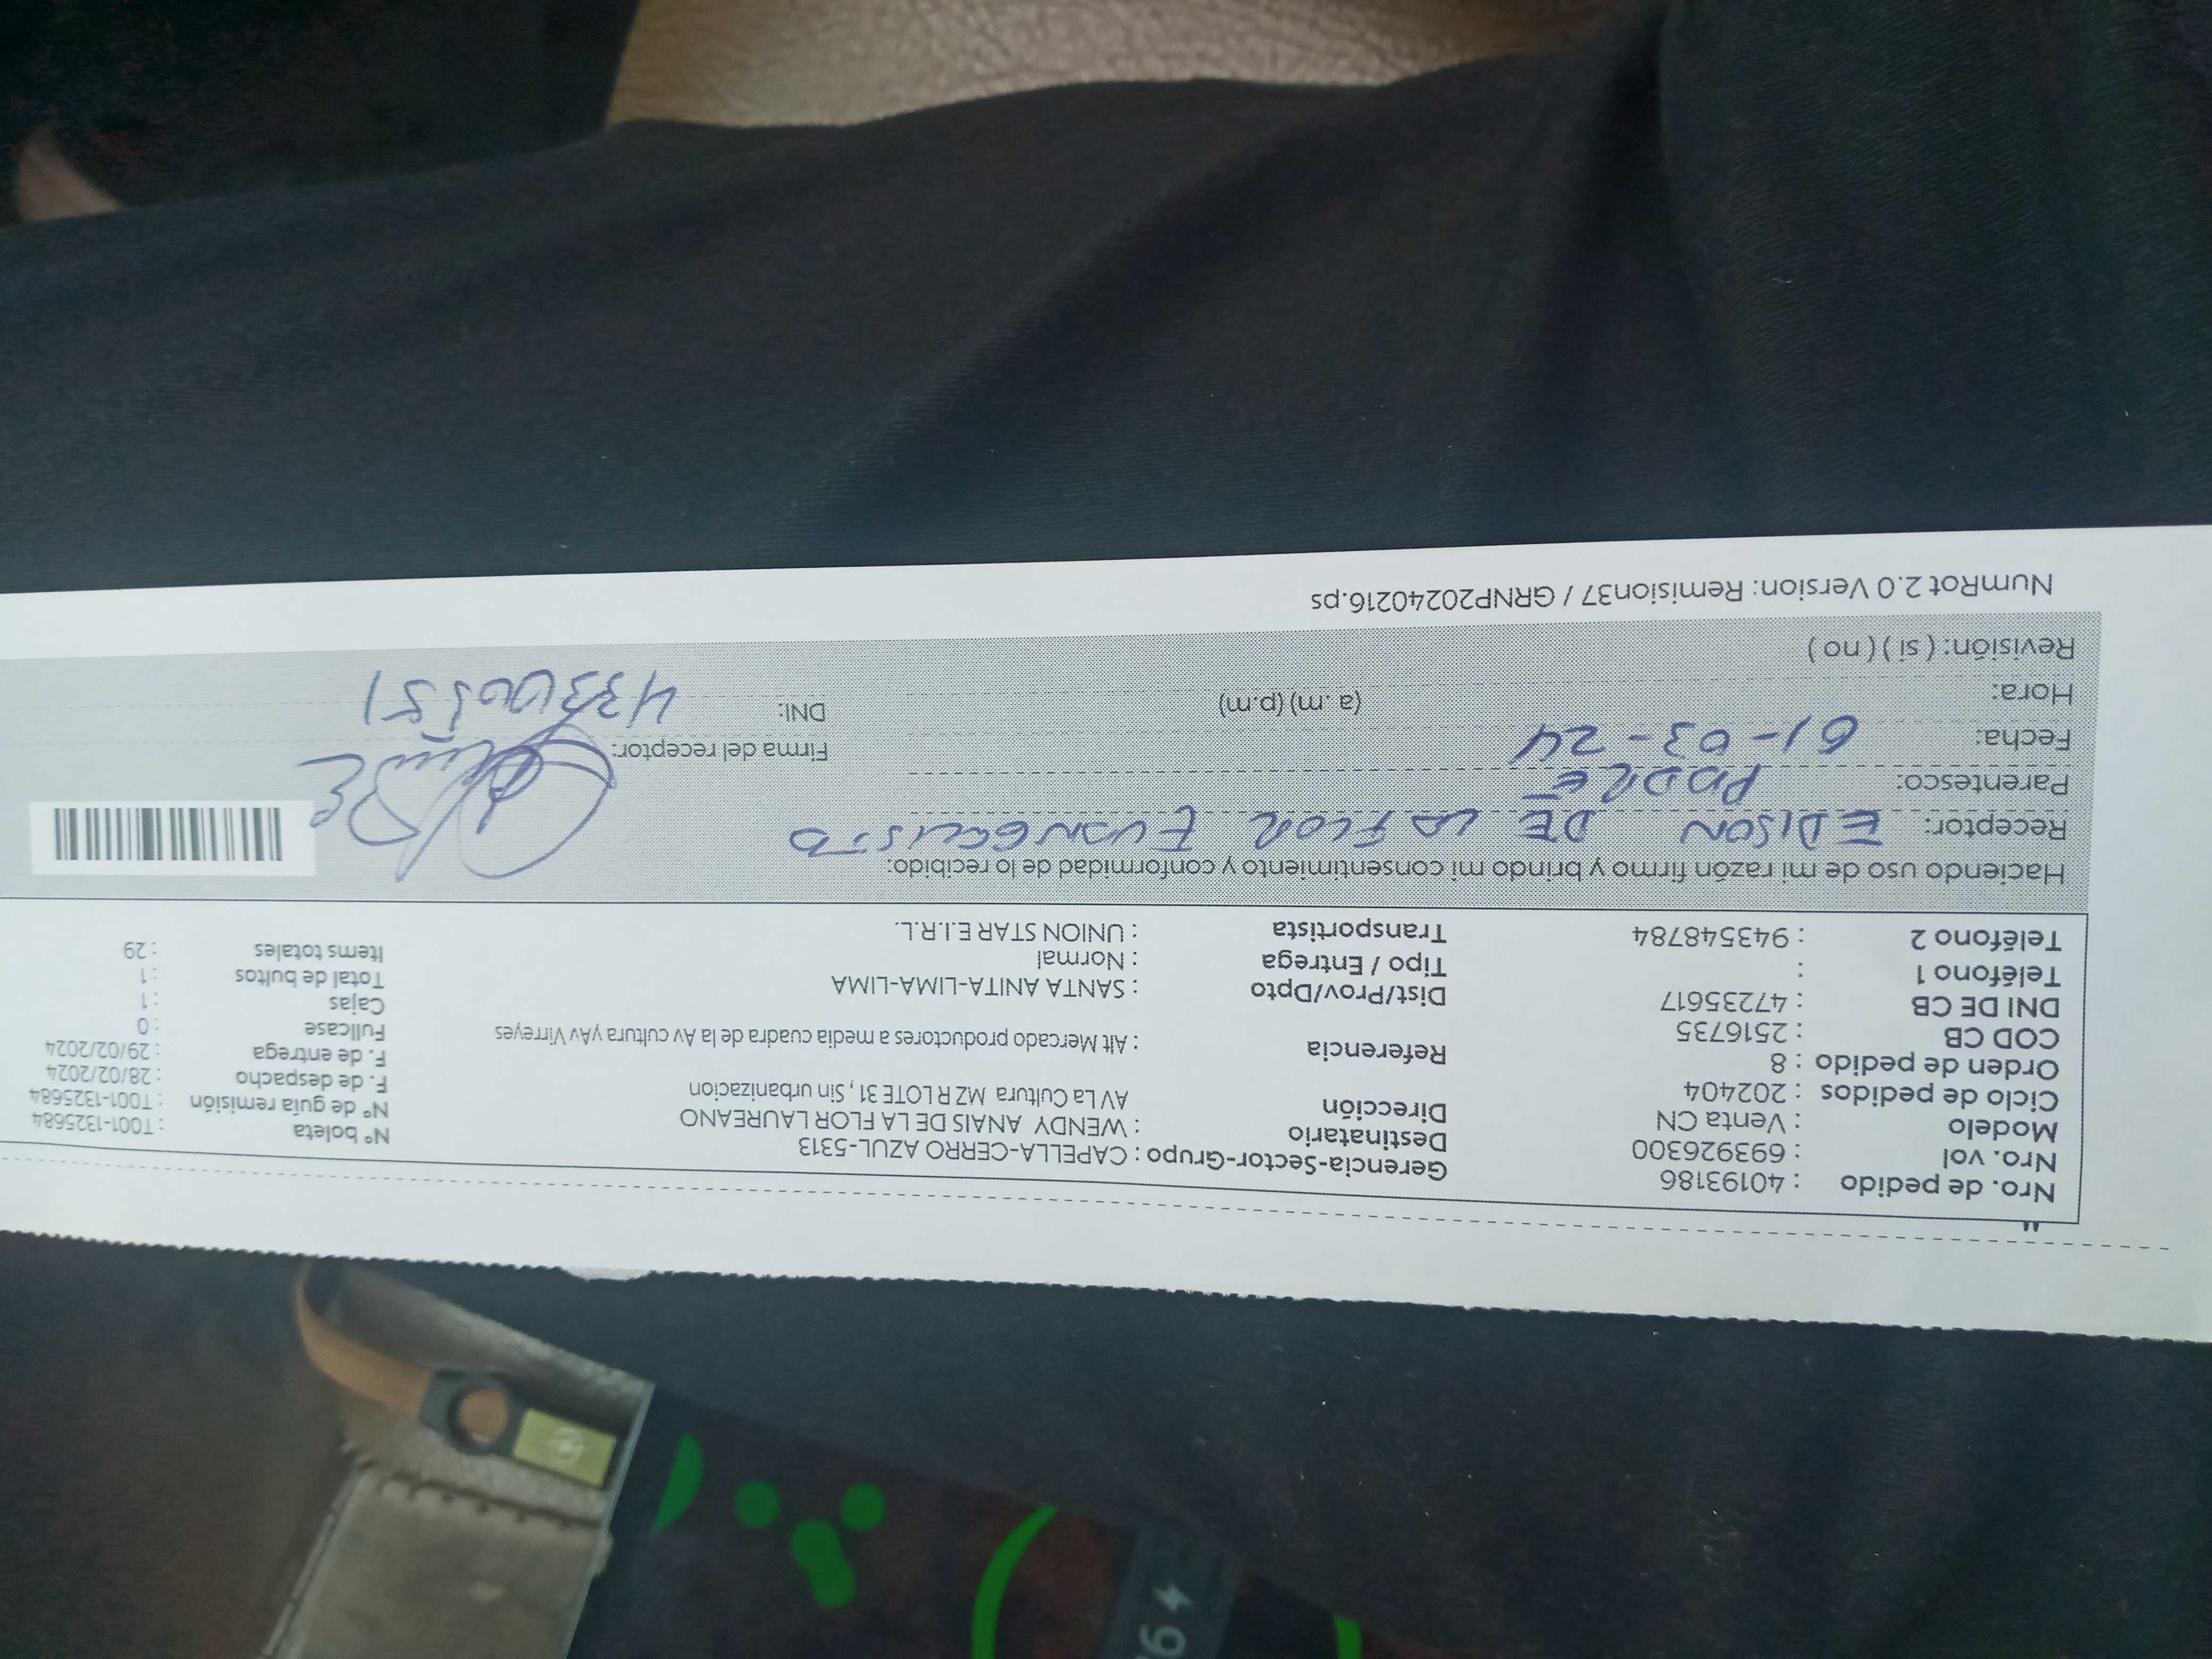 Nro. de pedido : 40193186
Nro. vol : 693926300
Modelo : Venta CN
Ciclo de pedidos : 202404
Orden de pedido : 8
COD CB : 2516735
DNI DE CB : 47235617
Teléfono 1 :
Teléfono 2 : 943548784
Gerencia-Sector-Grupo : CAPELLA-CERRO AZUL-5313
Destinatario : WENDY ANAIS DE LA FLOR LAUREANO
Dirección AV La Cultura MZ R LOTE 31 , Sin urbanizacion
Referencia : Alt Mercado productores a media cuadra de la Av cultura yAv Virreyes
Dist/Prov/Dpto : SANTA ANITA-LIMA-LIMA
Tipo / Entrega : Normal
Transportista : UNION STAR E.I.R.L.
N° boleta : T001-1325684
N° de guía remisión : T001-1325684
F. de despacho : 28/02/2024
F. de entrega : 29/02/2024
Fullcase : 0
Cajas : 1
Total de bultos : 1
Items totales : 29
Haciendo uso de mi razón firmo y brindo mi consentimiento y conformidad de lo recibido:
Receptor: EDISON DE LA FLOR EVANGELISTO
Parentesco: PADRE
Fecha: 01-03-24
Hora: (a.m) (p.m)
Revisión: ( si ) ( no )
Firma del receptor:
DNI:
NumRot 2.0 Version: Remision37 / GRNP20240216.ps